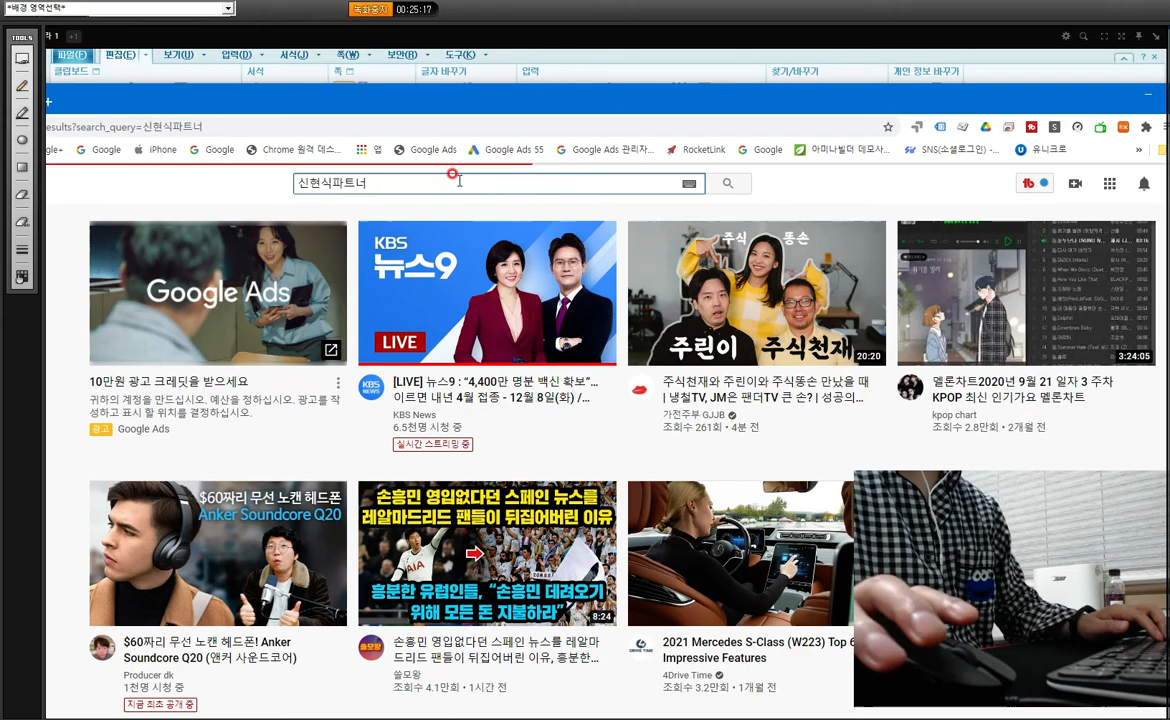 *배경 영역선택*
녹화중지 00:25:17
TOOLS
파일(F) 편집(E) 보기(U) 입력(D) 서식(J) 쪽(W) 보안(B) 도구(K)
클립보드 서식 쪽 글자 바꾸기 입력 찾기/바꾸기 개인 정보 바꾸기
esults?search_query=신현식파트너
gle+ Google iPhone Google Chrome 원격 데스... 앱 Google Ads Google Ads 55 Google Ads 관리자... RocketLink Google 아미나빌더 데모사... SNS(소셜로그인) -... 유니크로
신현식파트너
Google Ads
KBS
뉴스9
LIVE
주식 똥손
주린이 주식천재
20:20
3:24:05
10만원 광고 크레딧을 받으세요
귀하의 계정을 만드십시오. 예산을 정하십시오. 광고를 작
성하고 표시 할 위치를 결정하십시오.
광고 Google Ads
[LIVE] 뉴스9 : “4,400만 명분 백신 확보”...
이르면 내년 4월 접종 - 12월 8일(화) /...
KBS News
6.5천명 시청 중
실시간 스트리밍 중
주식천재와 주린이와 주식똥손 만났을 때
| 냉철TV, JM은 팬더TV 큰 손? | 성공의...
가전주부 GJJB
조회수 261회 • 4분 전
멜론차트2020년 9월 21 일자 3 주차
KPOP 최신 인기가요 멜론차트
kpop chart
조회수 2.8만회 • 2개월 전
$60짜리 무선 노캔 헤드폰
Anker Soundcore Q20
손흥민 영입없다던 스페인 뉴스를
레알마드리드 팬들이 뒤집어버린 이유
AIA
흥분한 유럽인들, “손흥민 데려오기
위해 모든 돈 지불하라”
8:24
$60짜리 무선 노캔 헤드폰! Anker
Soundcore Q20 (앤커 사운드코어)
Producer dk
1천명 시청 중
지금 최초 공개 중
손흥민 영입없다던 스페인 뉴스를 레알마
드리드 팬들이 뒤집어버린 이유, 흥분한...
쓸모왕
조회수 4.1만회 • 1시간 전
2021 Mercedes S-Class (W223) Top 6
Impressive Features
4Drive Time
조회수 3.2만회 • 1개월 전